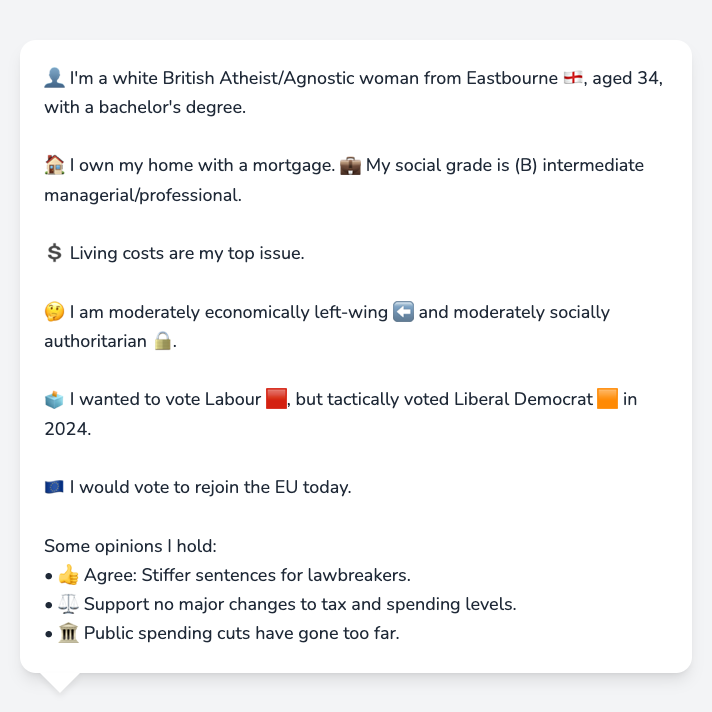 👤 I'm a white British Atheist/Agnostic woman from Eastbourne 🏴󠁧󠁢󠁥󠁮󠁧󠁿, aged 34,
with a bachelor's degree.
🏠 I own my home with a mortgage. 💼 My social grade is (B) intermediate
managerial/professional.
💲 Living costs are my top issue.
🤔 I am moderately economically left-wing ⬅️ and moderately socially
authoritarian 🔒.
🗳️ I wanted to vote Labour 🟥, but tactically voted Liberal Democrat 🟧 in
2024.
🇪🇺 I would vote to rejoin the EU today.
Some opinions I hold:
• 👍 Agree: Stiffer sentences for lawbreakers.
• ⚖️ Support no major changes to tax and spending levels.
• 🏛️ Public spending cuts have gone too far.